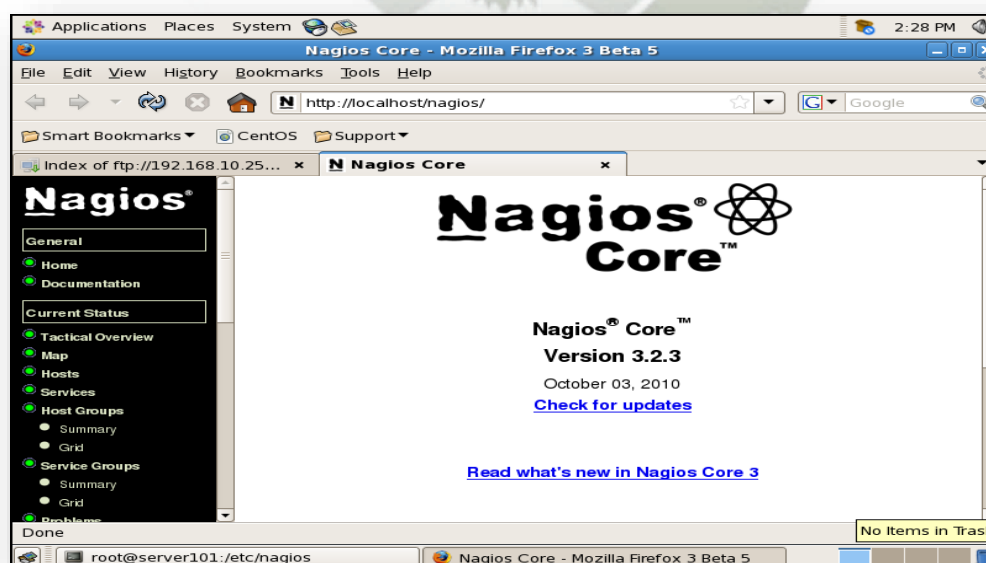 Applications Places System 2:28 PM
Nagios Core - Mozilla Firefox 3 Beta 5
File Edit View History Bookmarks Tools Help
N http://localhost/nagios/ G Google
Smart Bookmarks CentOS Support
Index of ftp://192.168.10.25... x N Nagios Core x
Nagios®
General
Home
Documentation
Current Status
Tactical Overview
Map
Hosts
Services
Host Groups
Summary
Grid
Service Groups
Summary
Grid
Problems
Nagios®
Core™
Nagios® Core™
Version 3.2.3
October 03, 2010
Check for updates
Read what's new in Nagios Core 3
Done
No Items in Tras
root@server101:/etc/nagios Nagios Core - Mozilla Firefox 3 Beta 5